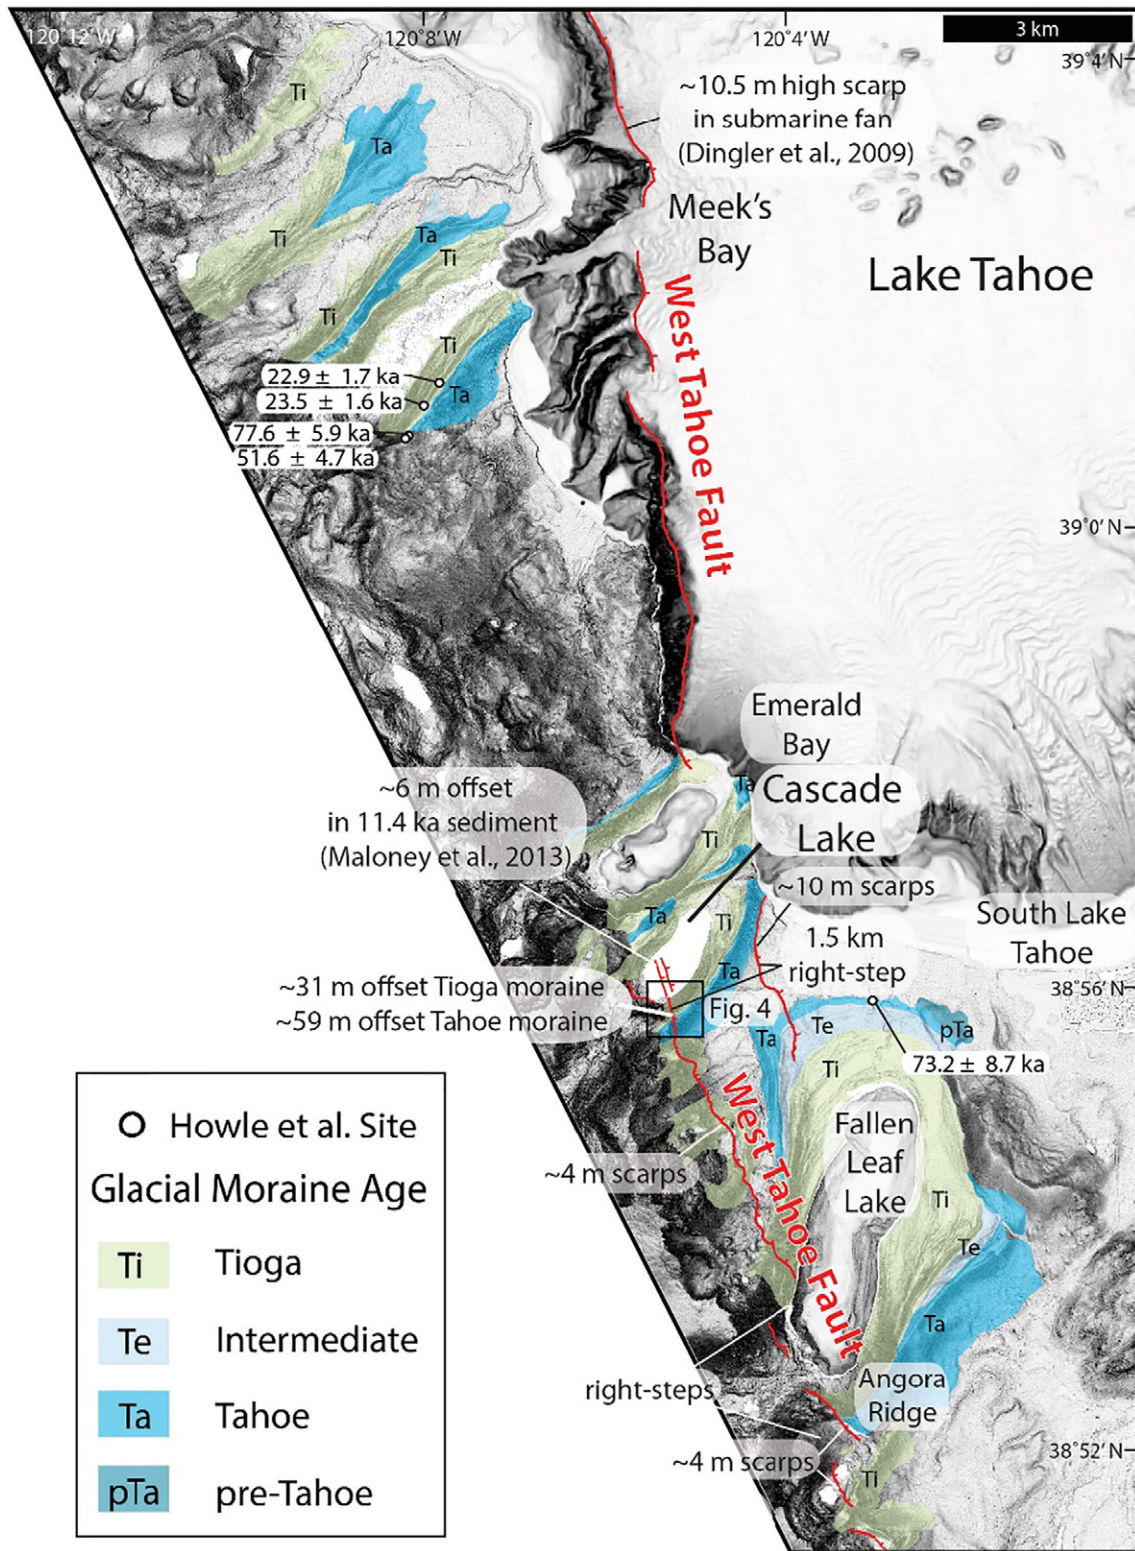 120°12' W
120°8' W
120°4' W
3 km
39°4' N
~10.5 m high scarp
in submarine fan
(Dingler et al., 2009)
Ti
Ta
Meek's
Bay
Ti
Ta
Ti
Lake Tahoe
West Tahoe Fault
Ti
Ti
22.9 ± 1.7 ka
Ta
23.5 ± 1.6 ka
77.6 ± 5.9 ka
51.6 ± 4.7 ka
39°0' N
Emerald
Bay
~6 m offset
in 11.4 ka sediment
(Maloney et al., 2013)
Ta
Cascade
Lake
Ti
~10 m scarps
South Lake
Tahoe
Ta
Ti
1.5 km
right-step
Ta
~31 m offset Tioga moraine
~59 m offset Tahoe moraine
Fig. 4
38°56' N
Ta
Te
pTa
73.2 ± 8.7 ka
Ti
West Tahoe Fault
Fallen
Leaf
Lake
~4 m scarps
Ti
Te
Ta
right-steps
Angora
Ridge
~4 m scarps
38°52' N
Ti
Howle et al. Site
Glacial Moraine Age
Ti Tioga
Te Intermediate
Ta Tahoe
pTa pre-Tahoe